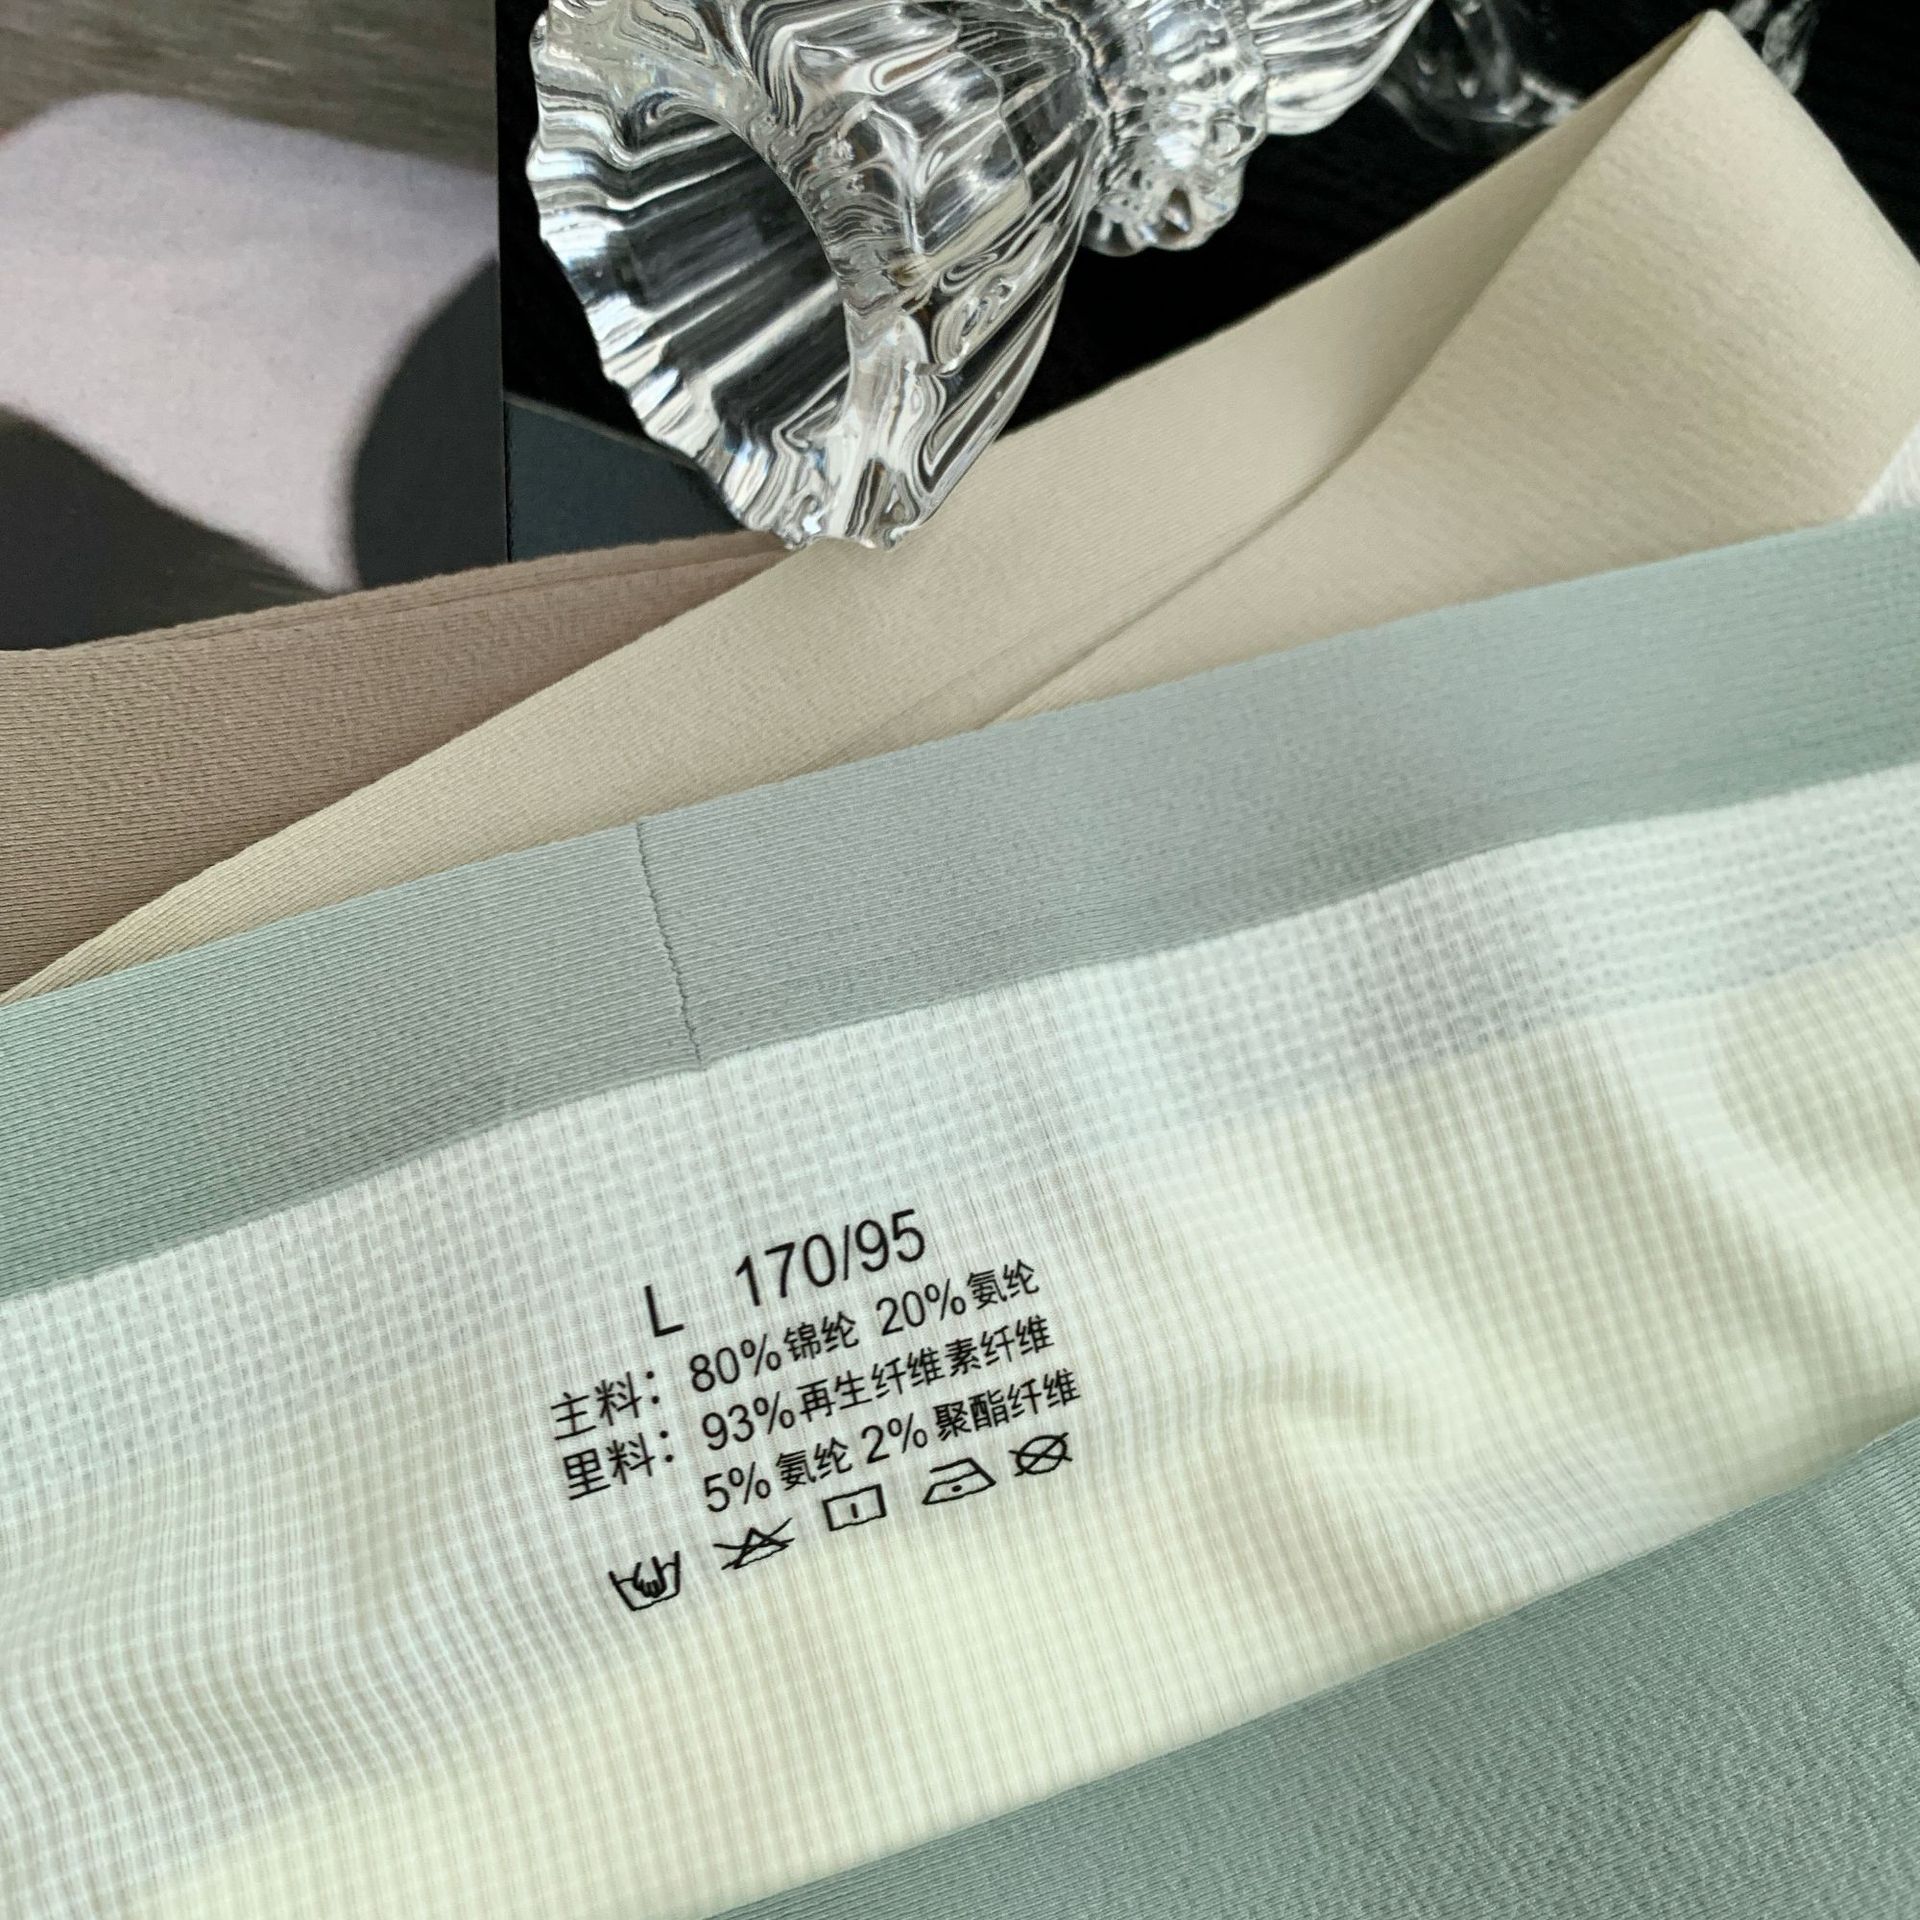 L 170/95
主料：80%锦纶 20%氨纶
里料：93%再生纤维素纤维
5%氨纶 2%聚酯纤维